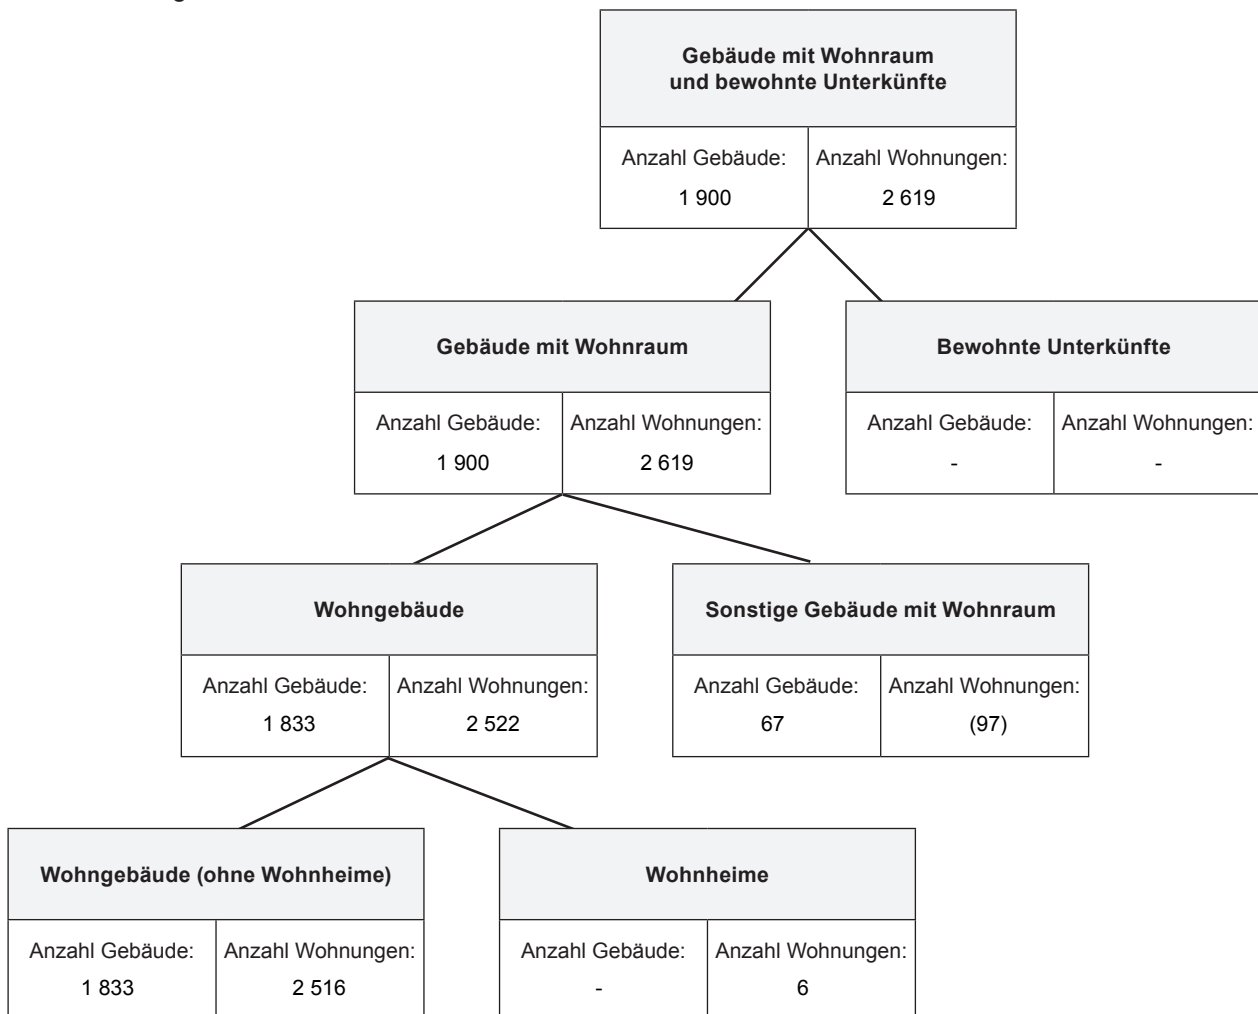 Gebäude mit Wohnraum
und bewohnte Unterkünfte
Anzahl Gebäude: Anzahl Wohnungen:
1 900 2 619
Gebäude mit Wohnraum Bewohnte Unterkünfte
Anzahl Gebäude: Anzahl Wohnungen: Anzahl Gebäude: Anzahl Wohnungen:
1 900 2 619 - -
Wohngebäude Sonstige Gebäude mit Wohnraum
Anzahl Gebäude: Anzahl Wohnungen: Anzahl Gebäude: Anzahl Wohnungen:
1 833 2 522 67 (97)
Wohngebäude (ohne Wohnheime) Wohnheime
Anzahl Gebäude: Anzahl Wohnungen: Anzahl Gebäude: Anzahl Wohnungen:
1 833 2 516 - 6